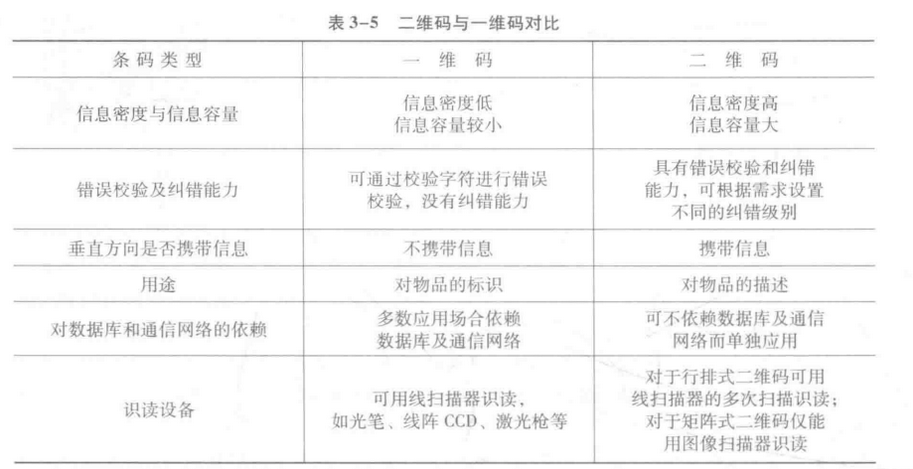 表3-5 二维码与一维码对比
条码类型 一维码 二维码
信息密度与信息容量
信息密度低
信息容量较小
信息密度高
信息容量大
错误校验及纠错能力
可通过校验字符进行错误
校验，没有纠错能力
具有错误校验和纠错
能力，可根据需求设置
不同的纠错级别
垂直方向是否携带信息 不携带信息 携带信息
用途 对物品的标识 对物品的描述
对数据库和通信网络的依赖
多数应用场合依赖
数据库及通信网络
可不依赖数据库及通信
网络而单独应用
识读设备
可用线扫描器识读，
如光笔、线阵CCD、激光枪等
对于行排式二维码可用
线扫描器的多次扫描识读；
对于矩阵式二维码仅能
用图像扫描器识读